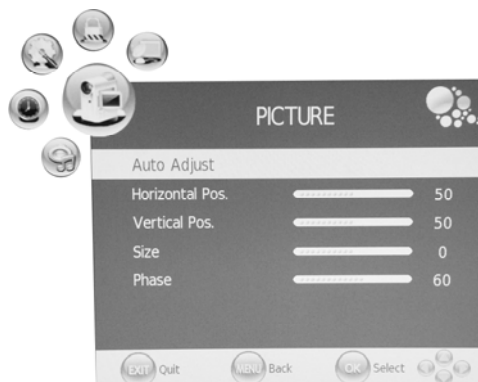 PICTURE
Auto Adjust
Horizontal Pos. 50
Vertical Pos. 50
Size 0
Phase 60
EXIT Quit MENU Back OK Select